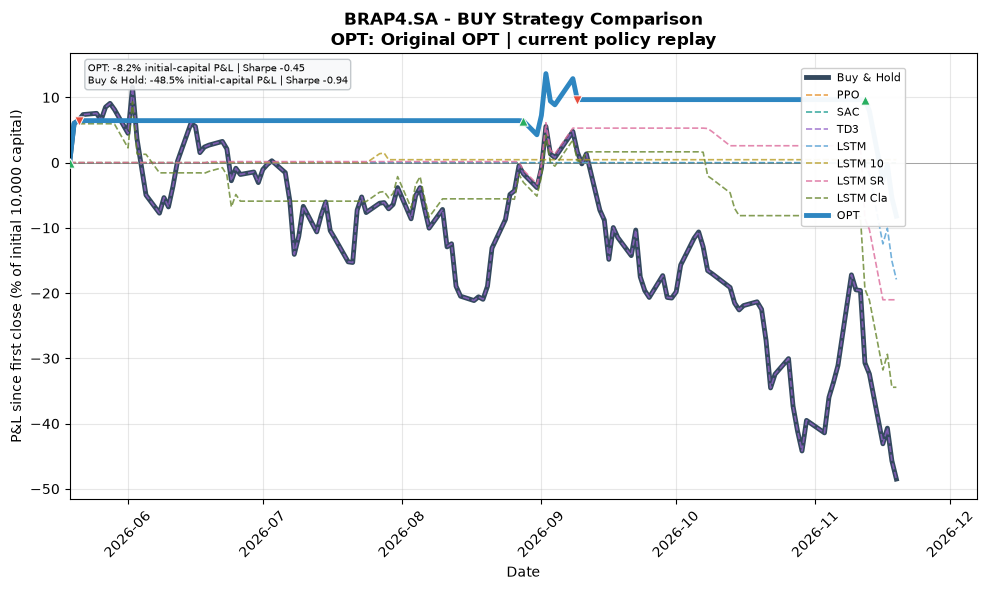 BRAP4.SA - BUY Strategy Comparison
OPT: Original OPT | current policy replay
OPT: -8.2% initial-capital P&L | Sharpe -0.45
Buy & Hold: -48.5% initial-capital P&L | Sharpe -0.94
Buy & Hold
PPO
SAC
TD3
LSTM
LSTM 10
LSTM SR
LSTM Cla
OPT
P&L since first close (% of initial 10,000 capital)
10
0
−10
−20
−30
−40
−50
2026-06
2026-07
2026-08
2026-09
2026-10
2026-11
2026-12
Date